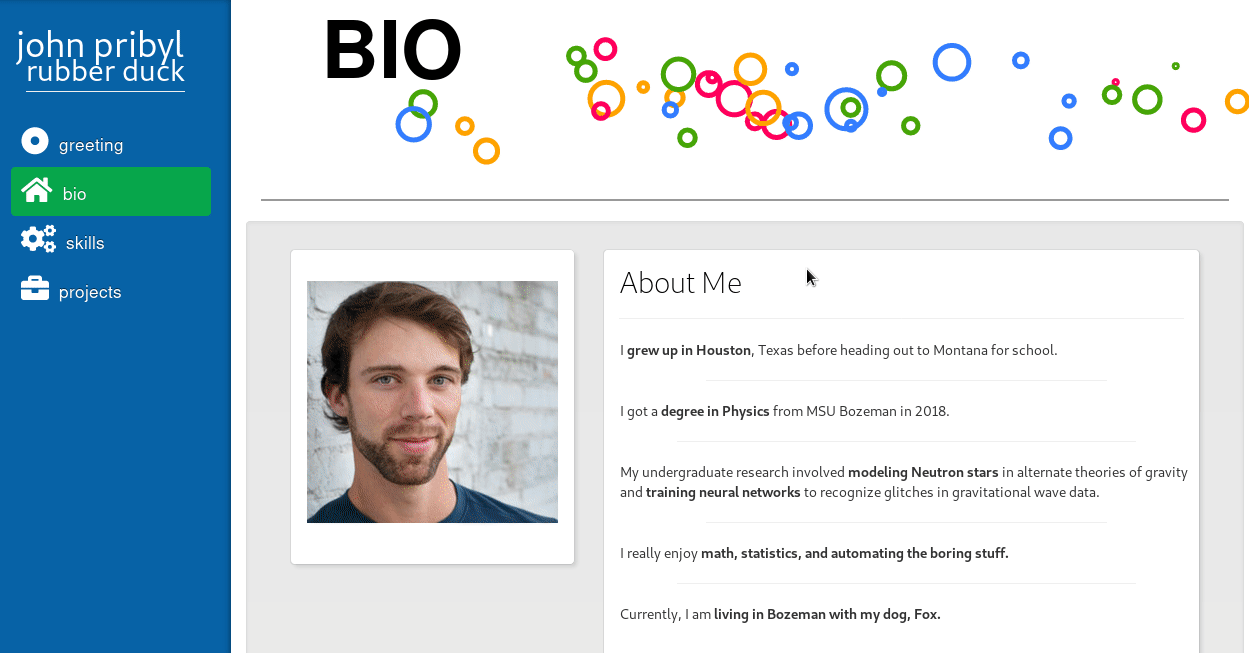 john pribyl
rubber duck
greeting
bio
skills
projects
BIO
About Me
I grew up in Houston, Texas before heading out to Montana for school.
I got a degree in Physics from MSU Bozeman in 2018.
My undergraduate research involved modeling Neutron stars in alternate theories of gravity
and training neural networks to recognize glitches in gravitational wave data.
I really enjoy math, statistics, and automating the boring stuff.
Currently, I am living in Bozeman with my dog, Fox.